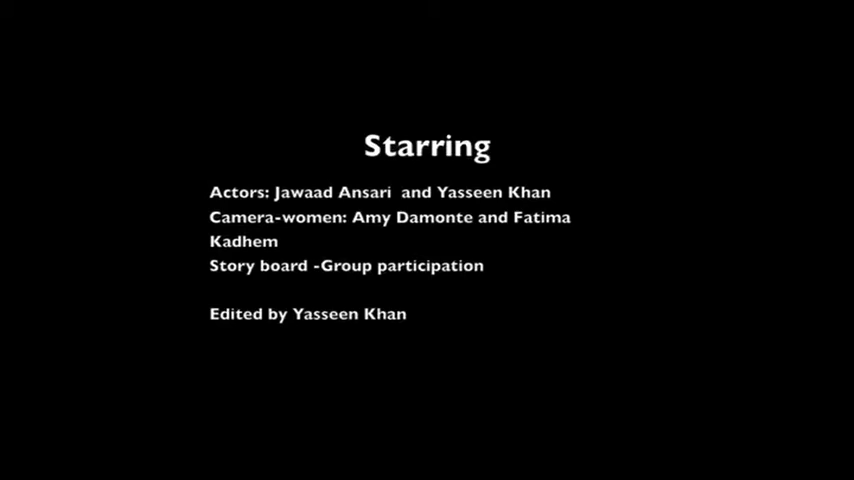 Starring
Actors: Jawaad Ansari  and Yasseen Khan
Camera-women: Amy Damonte and Fatima
Kadhem
Story board -Group participation
Edited by Yasseen Khan